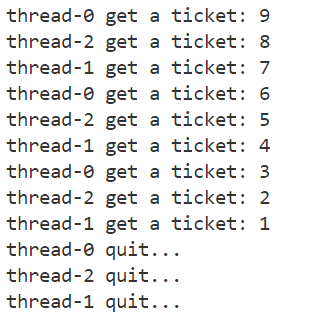 thread-0 get a ticket: 9
thread-2 get a ticket: 8
thread-1 get a ticket: 7
thread-0 get a ticket: 6
thread-2 get a ticket: 5
thread-1 get a ticket: 4
thread-0 get a ticket: 3
thread-2 get a ticket: 2
thread-1 get a ticket: 1
thread-0 quit...
thread-2 quit...
thread-1 quit...